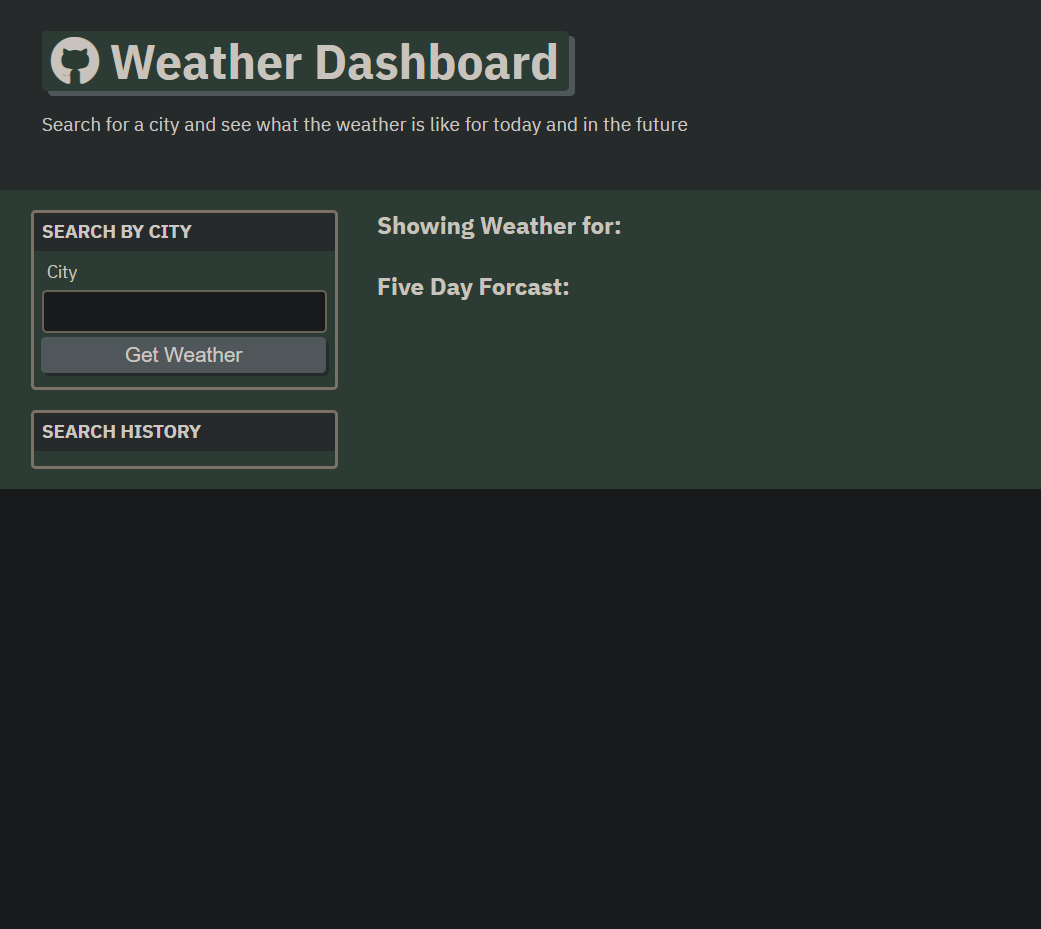 Weather Dashboard
Search for a city and see what the weather is like for today and in the future
SEARCH BY CITY
City
Get Weather
SEARCH HISTORY
Showing Weather for:
Five Day Forcast: